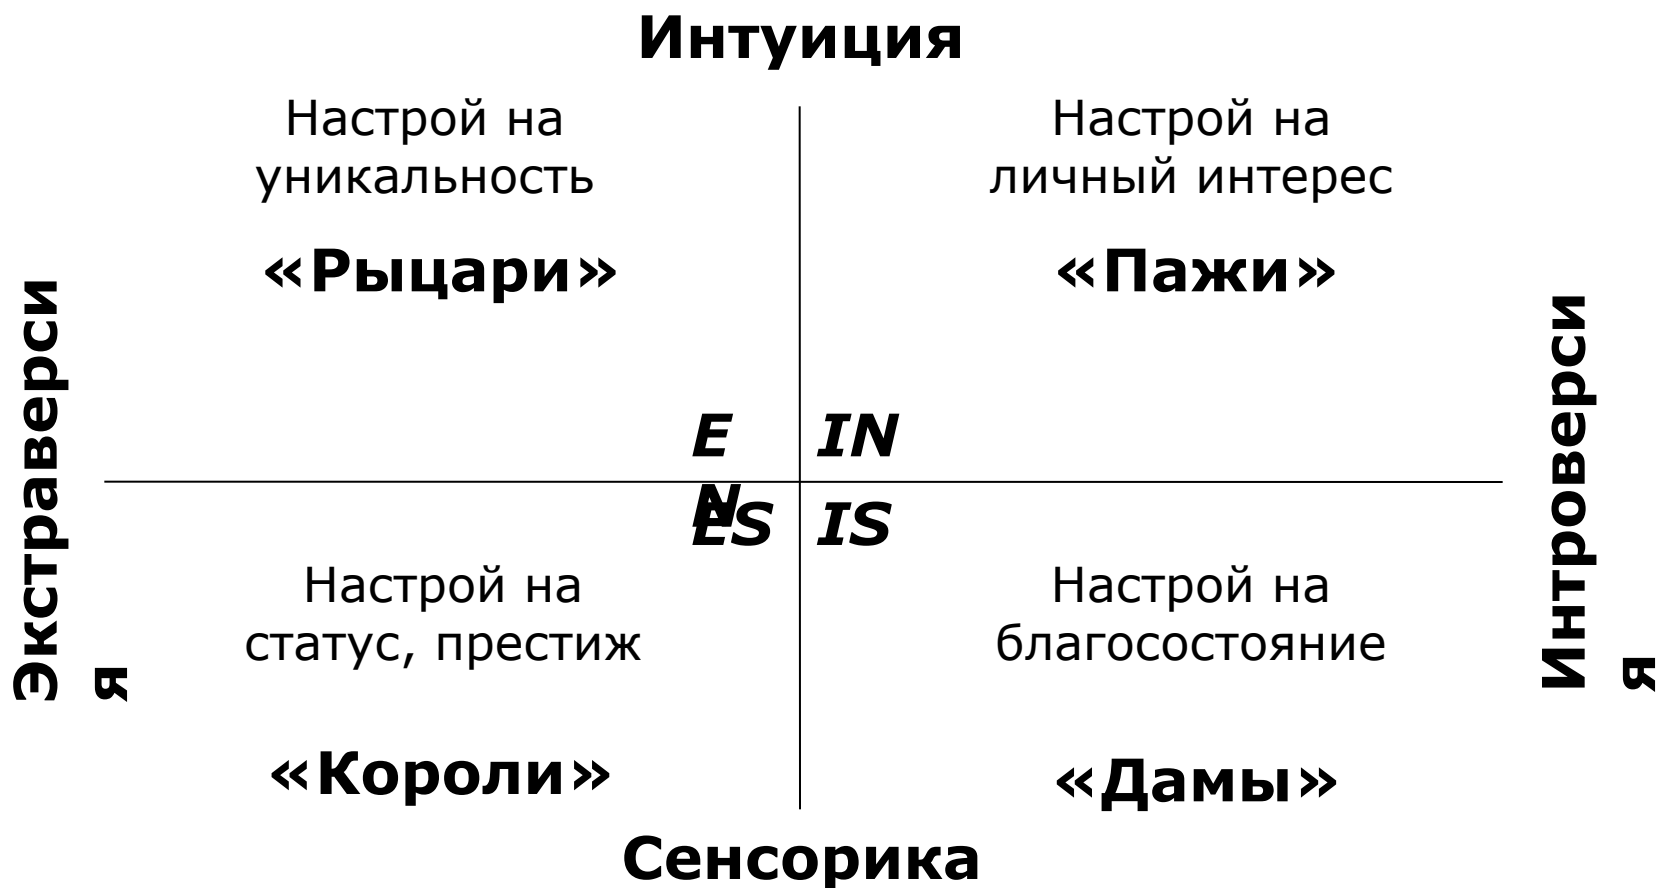 Интуиция
Настрой на
уникальность
«Рыцари»
Настрой на
личный интерес
«Пажи»
Экстраверси
я
Интроверси
я
E
N
IN
ES
IS
Настрой на
статус, престиж
«Короли»
Настрой на
благосостояние
«Дамы»
Сенсорика